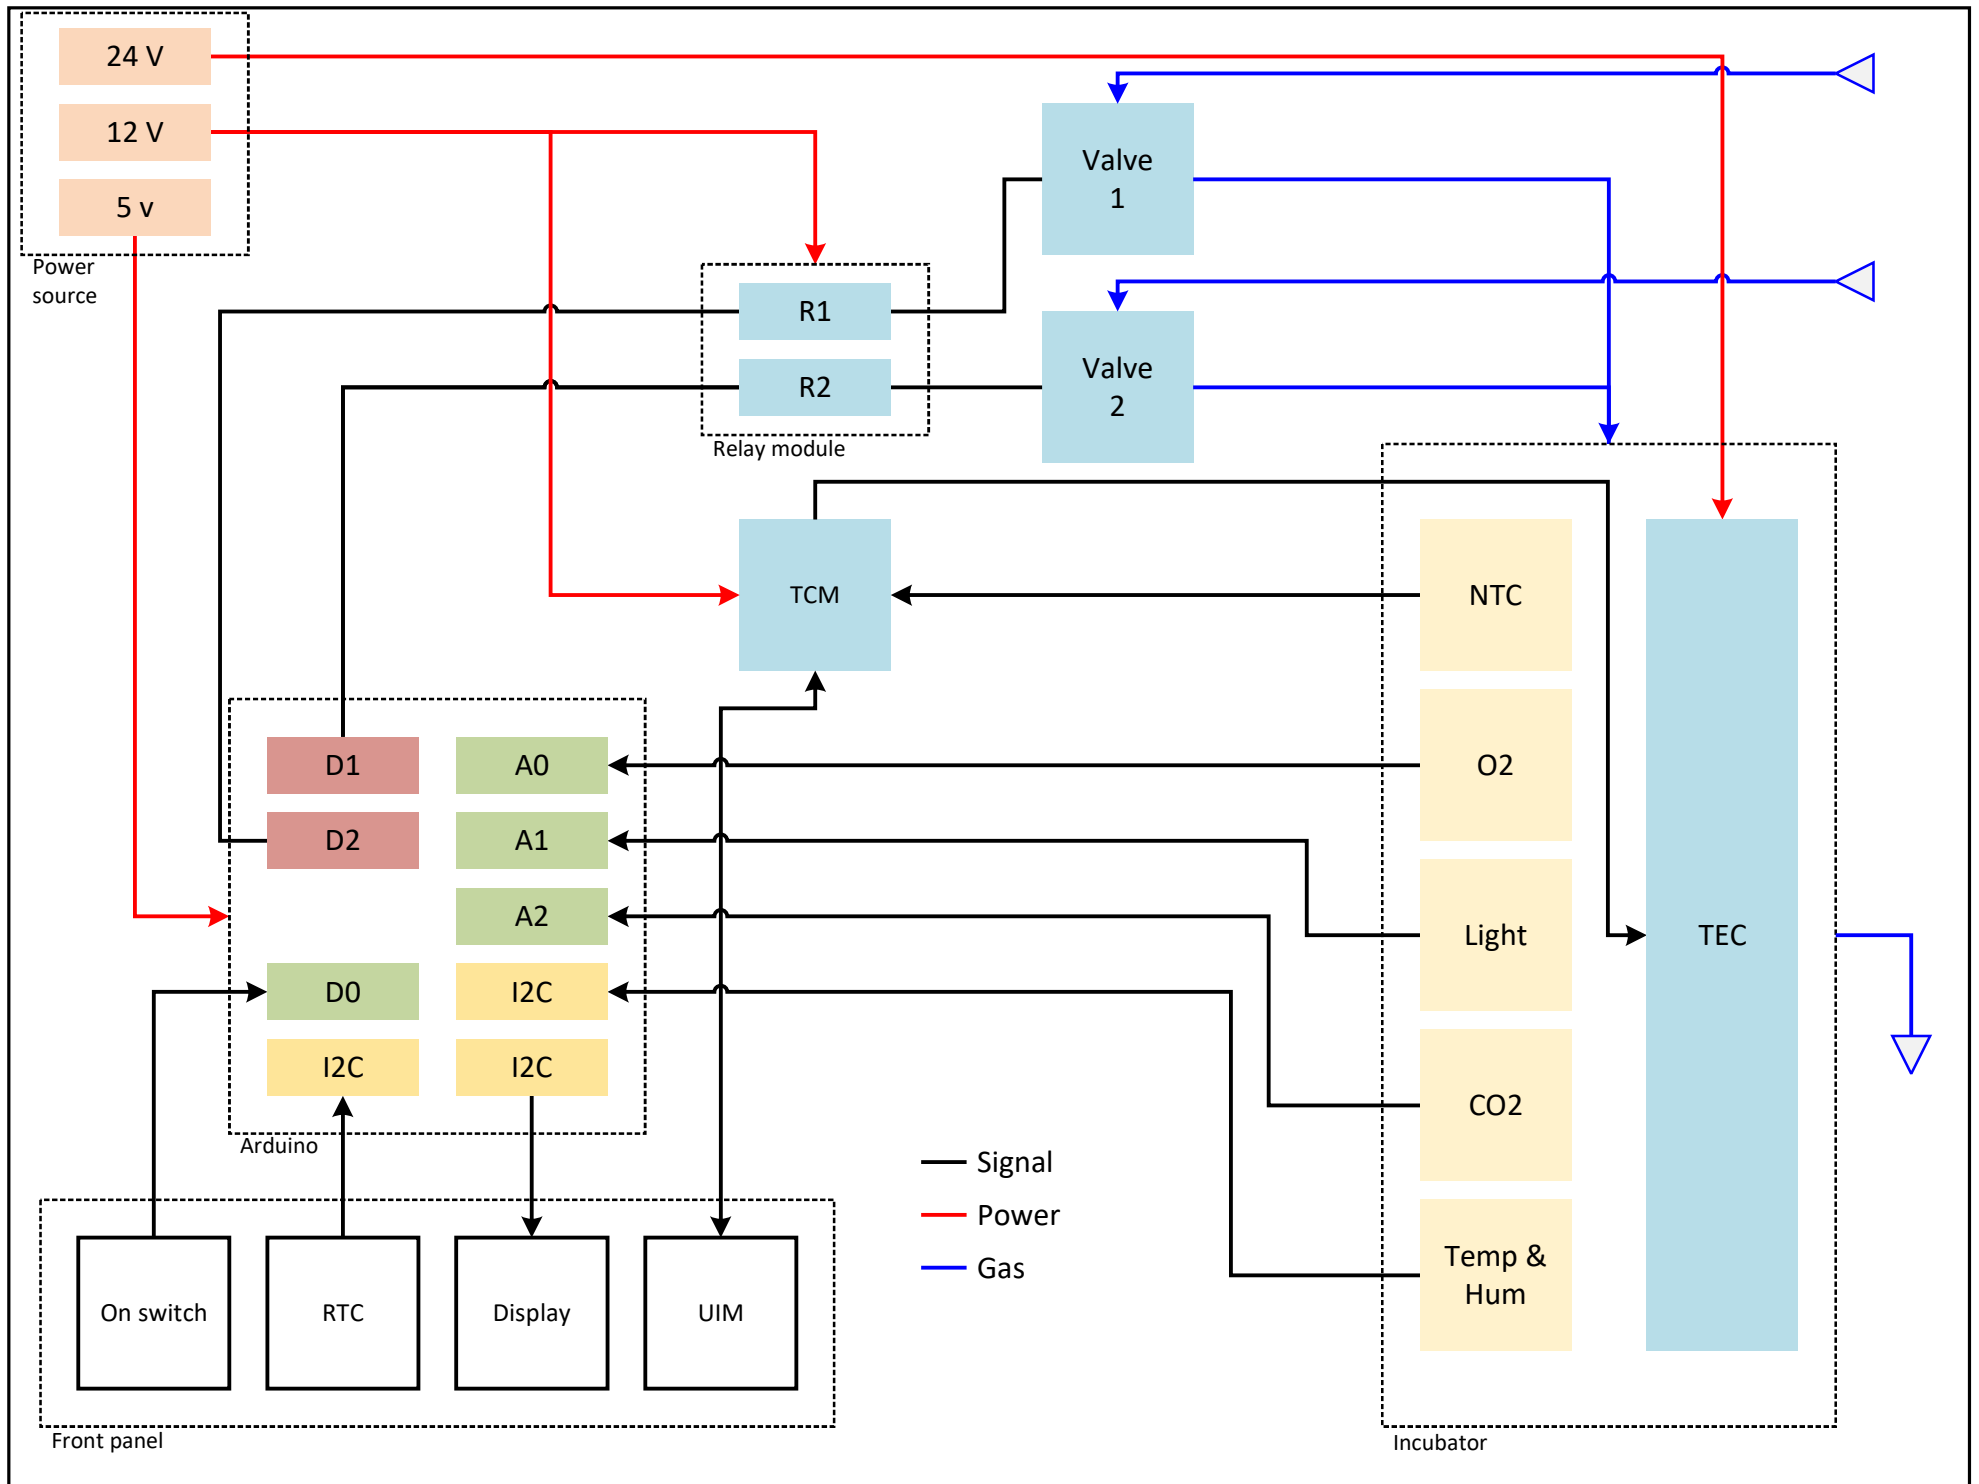 24 V
12 V
5 v
Power
source
Valve
1
R1
R2
Relay module
Valve
2
TCM
NTC
O2
Light
CO2
Temp &
Hum
TEC
Incubator
D1
A0
D2
A1
A2
D0
I2C
I2C
I2C
Arduino
Signal
Power
Gas
On switch
RTC
Display
UIM
Front panel